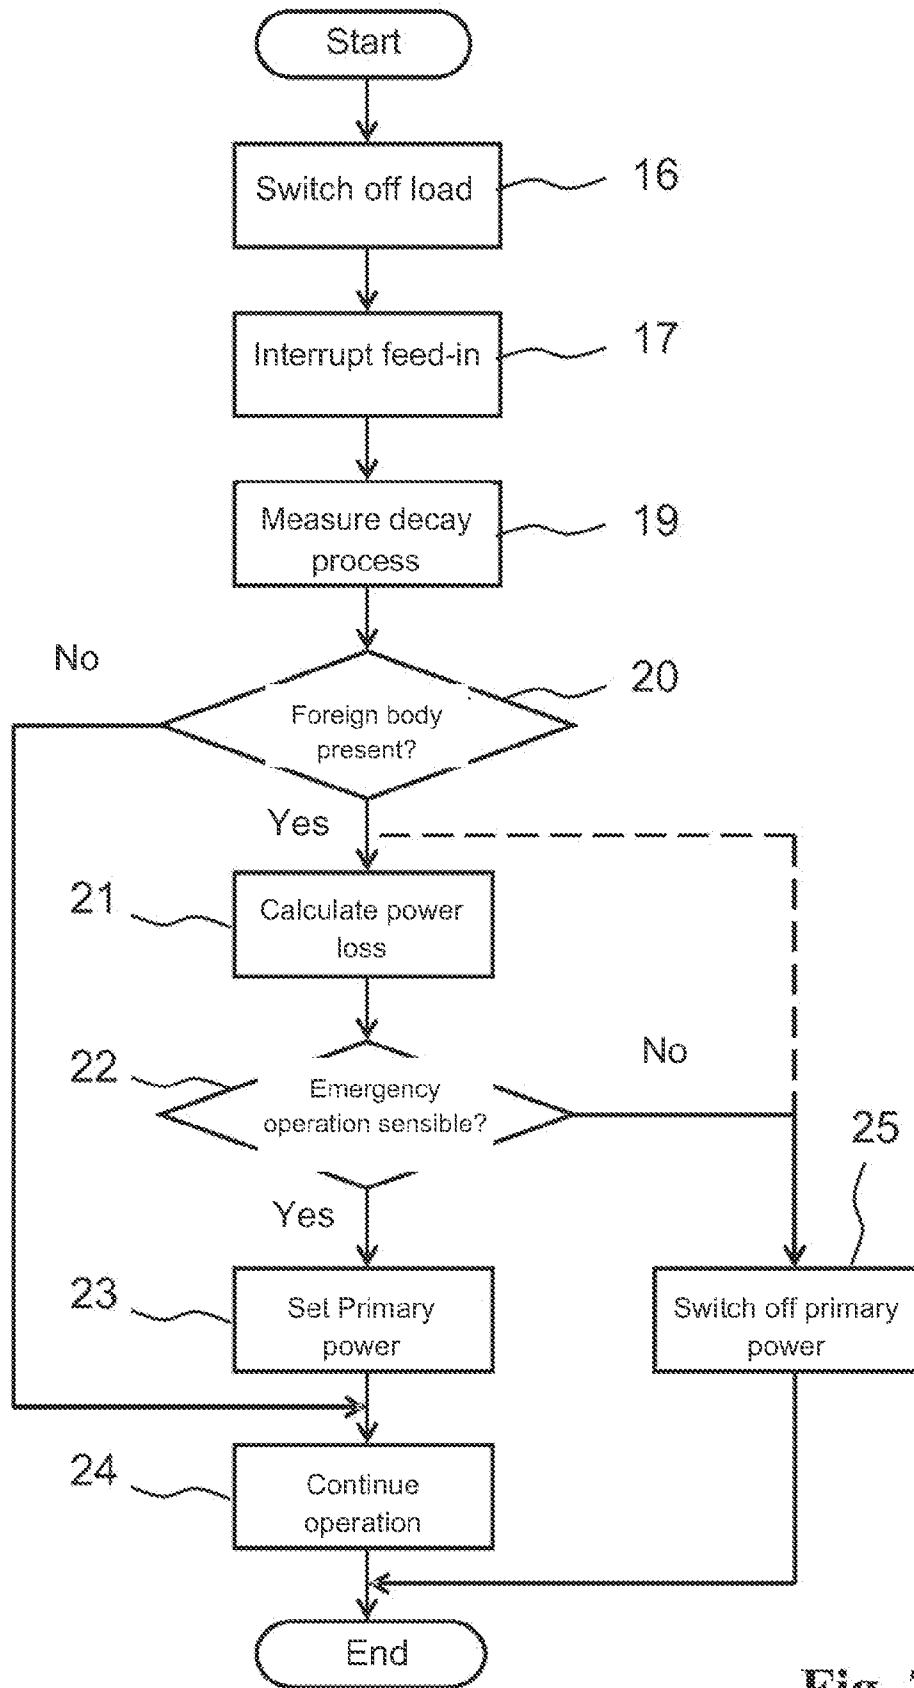 Start
Switch off load
16
Interrupt feed-in
17
Measure decay
process
19
No
20
Foreign body
present?
Yes
21
Calculate power
loss
22
Emergency
operation sensible?
No
25
Yes
23
Set Primary
power
Switch off primary
power
24
Continue
operation
End
Fig.